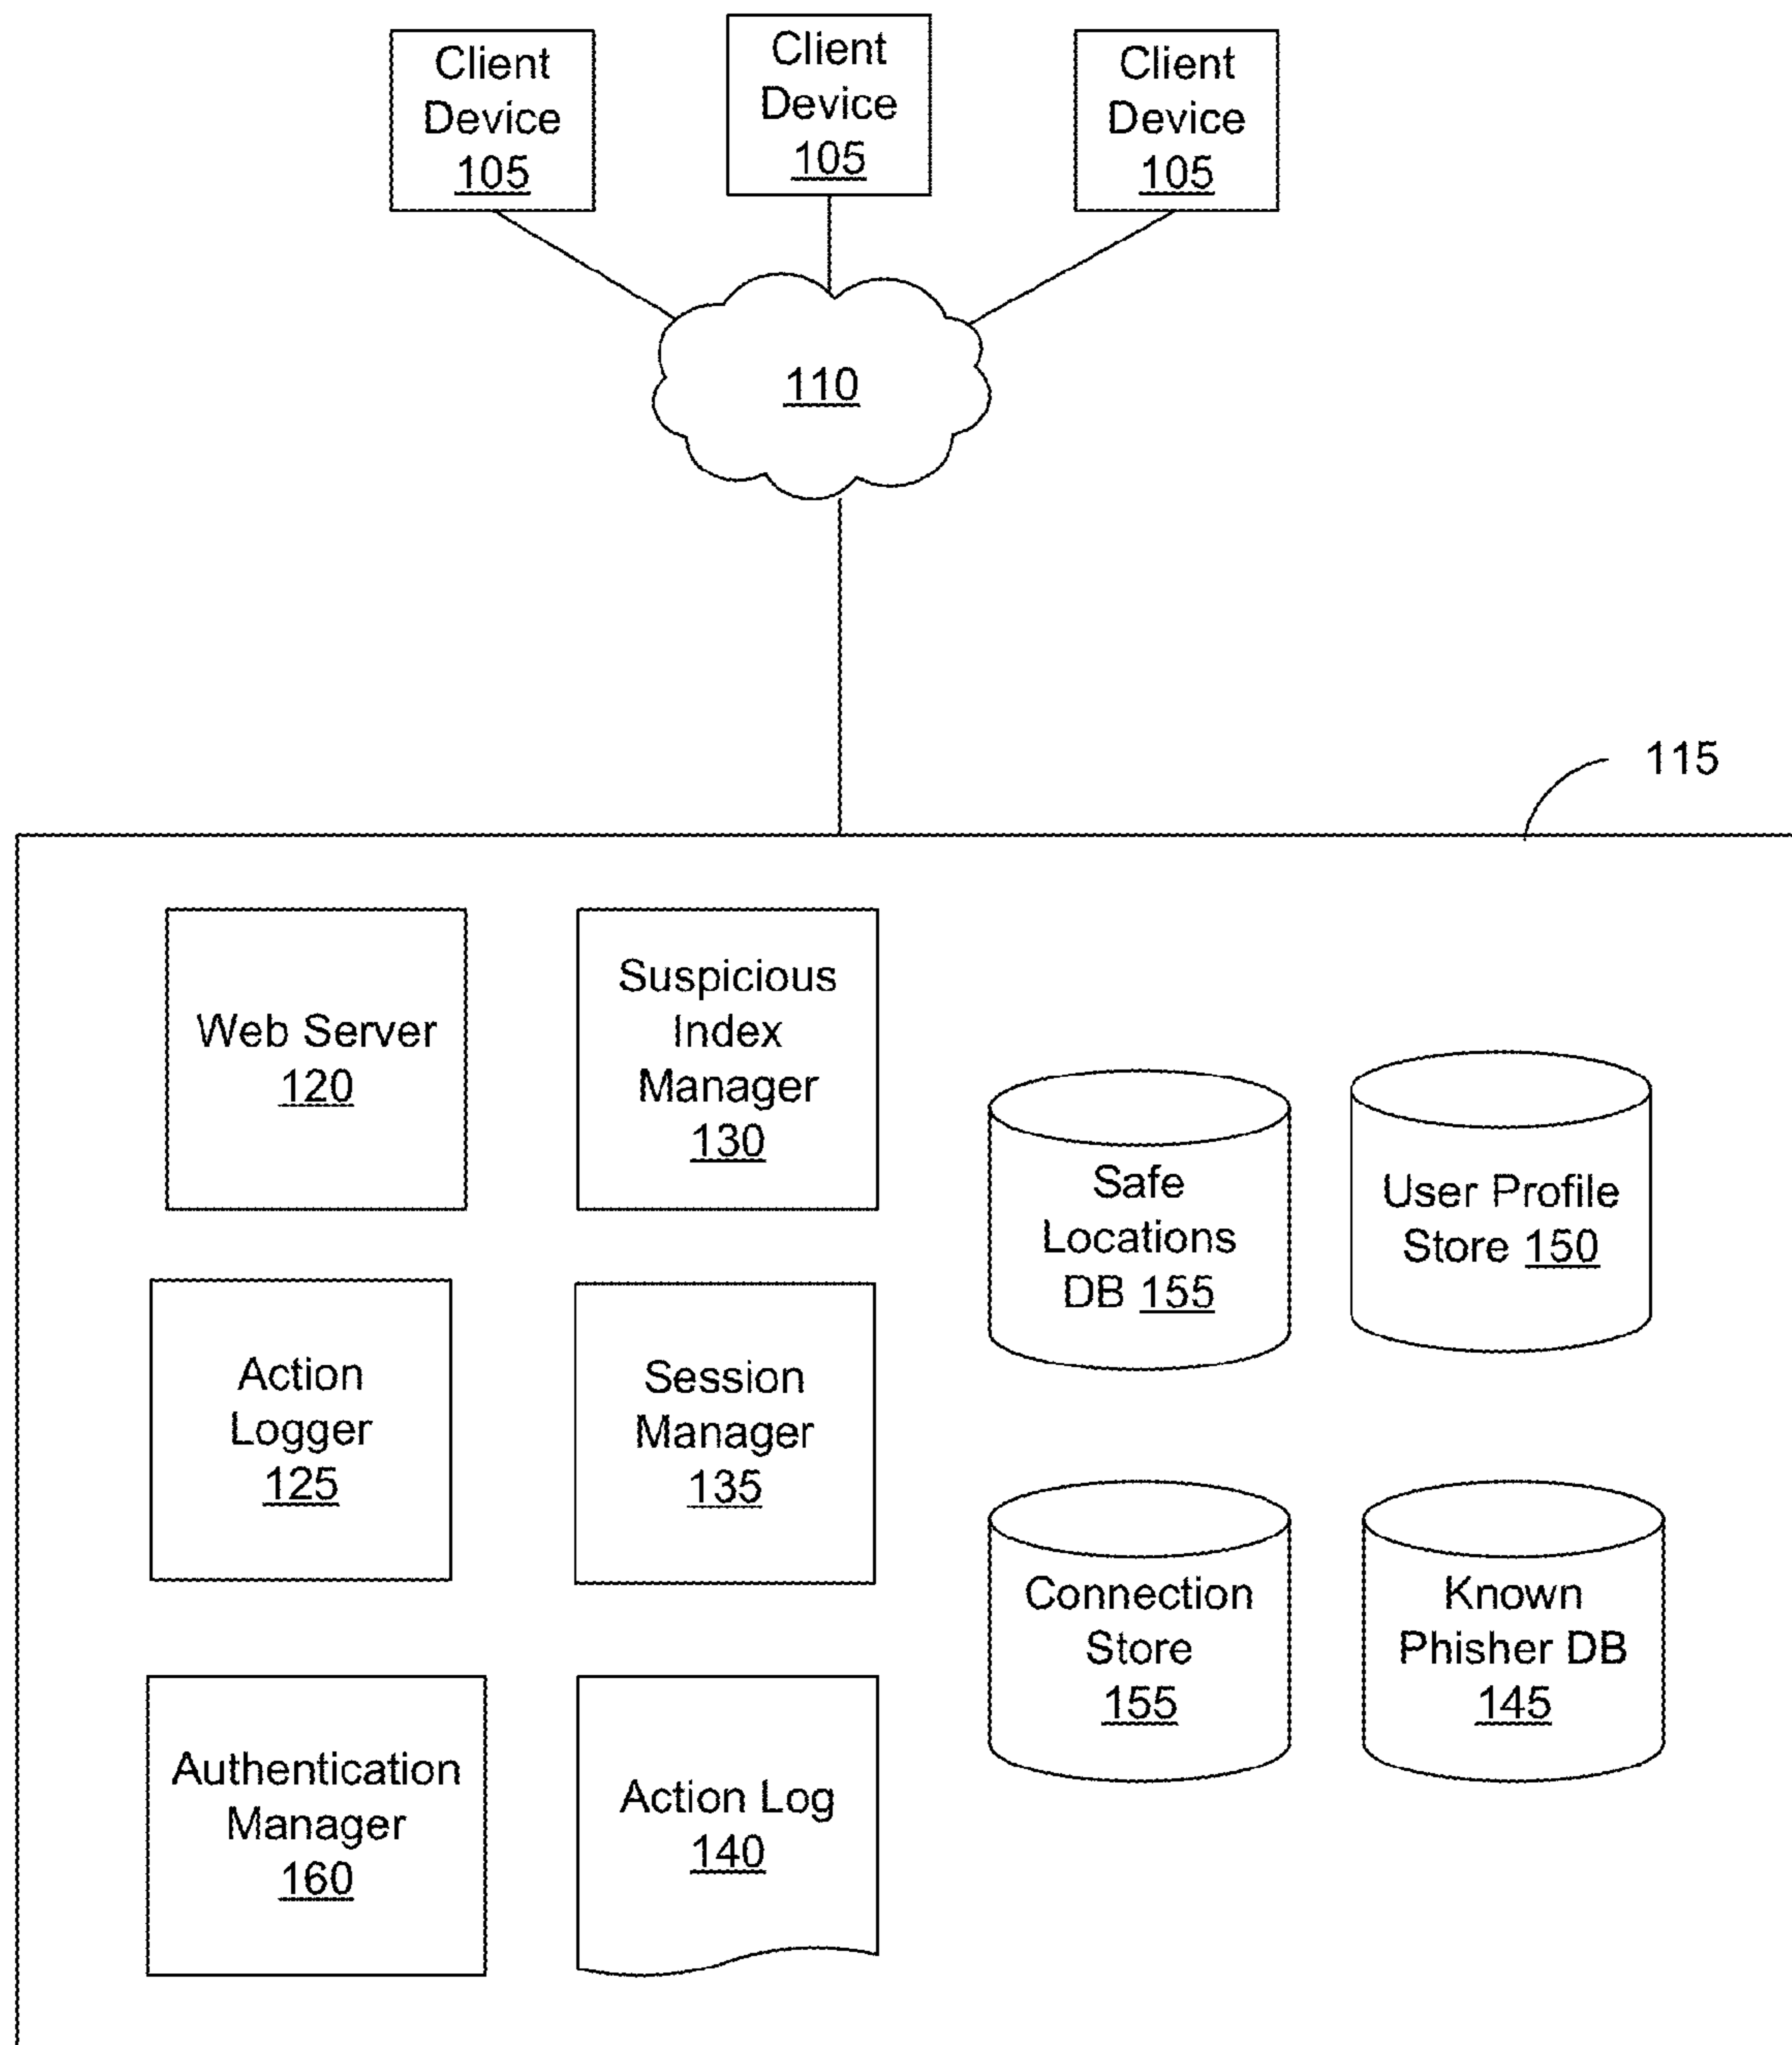 Client
Device
105
Client
Device
105
Client
Device
105
110
115
Web Server
120
Suspicious
Index
Manager
130
Safe
Locations
DB 155
User Profile
Store 150
Action
Logger
125
Session
Manager
135
Connection
Store
155
Known
Phisher DB
145
Authentication
Manager
160
Action Log
140